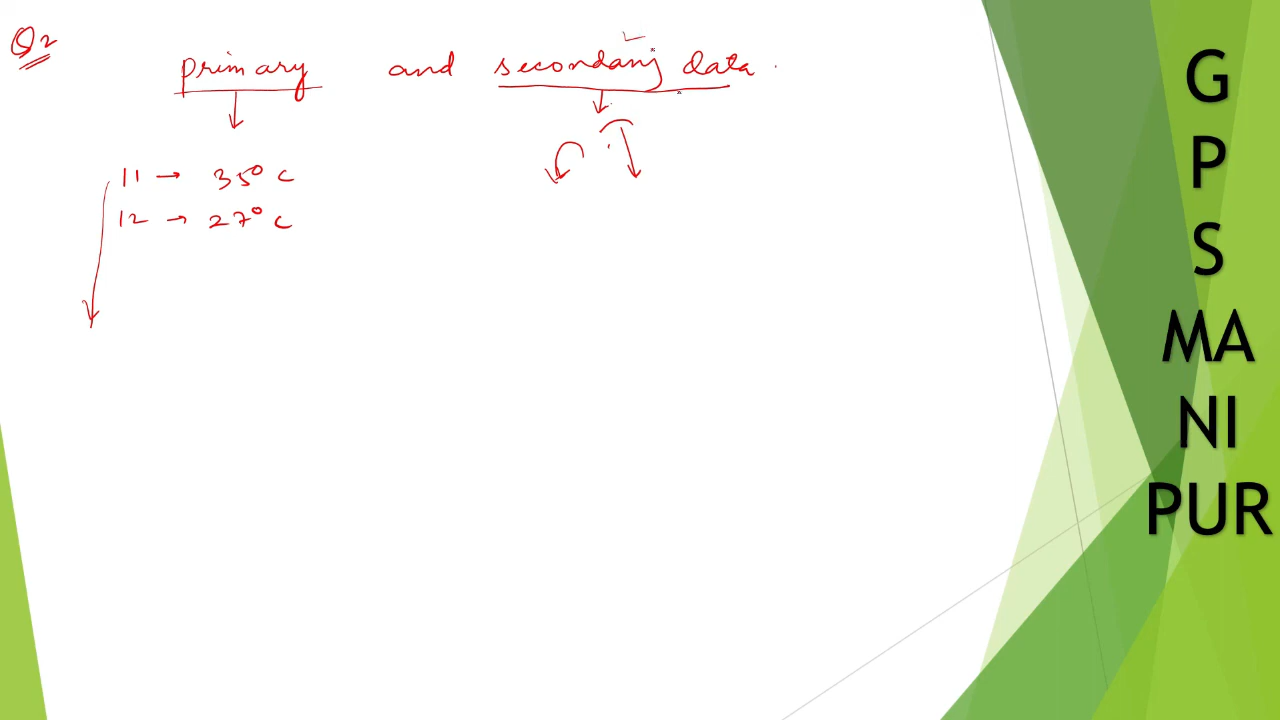 Q2
primary and secondary data.
11 → 35° C
12 → 27° C
G
P
S
MA
NI
PUR